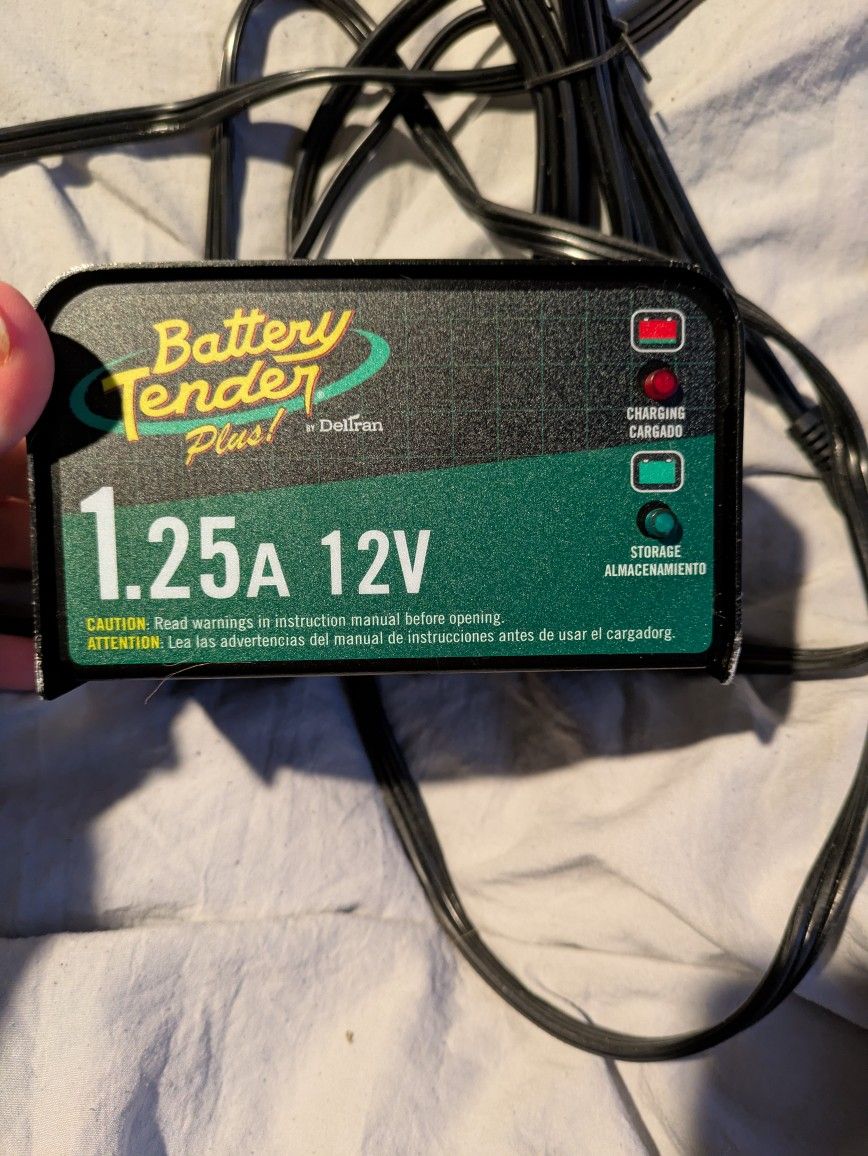 Battery
Tender®
Plus!
BY Deltran
CHARGING
CARGADO
1.25A 12V
STORAGE
ALMACENAMIENTO
CAUTION: Read warnings in instruction manual before opening.
ATTENTION: Lea las advertencias del manual de instrucciones antes de usar el cargadorg.